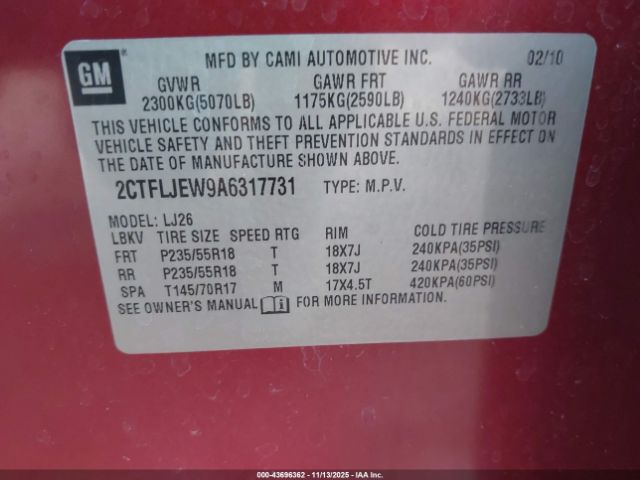 GM
MFD BY CAMI AUTOMOTIVE INC. 02/10
GVWR GAWR FRT GAWR RR
2300KG(5070LB) 1175KG(2590LB) 1240KG(2733LB)
THIS VEHICLE CONFORMS TO ALL APPLICABLE U.S. FEDERAL MOTOR
VEHICLE SAFETY AND THEFT PREVENTION STANDARDS IN EFFECT ON
THE DATE OF MANUFACTURE SHOWN ABOVE.
2CTFLJEW9A6317731 TYPE: M.P.V.
MODEL: LJ26
LBKV TIRE SIZE SPEED RTG RIM COLD TIRE PRESSURE
FRT P235/55R18 T 18X7J 240KPA(35PSI)
RR P235/55R18 T 18X7J 240KPA(35PSI)
SPA T145/70R17 M 17X4.5T 420KPA(60PSI)
SEE OWNER'S MANUAL i FOR MORE INFORMATION.
000-43696362 - 11/13/2025 - IAA Inc.